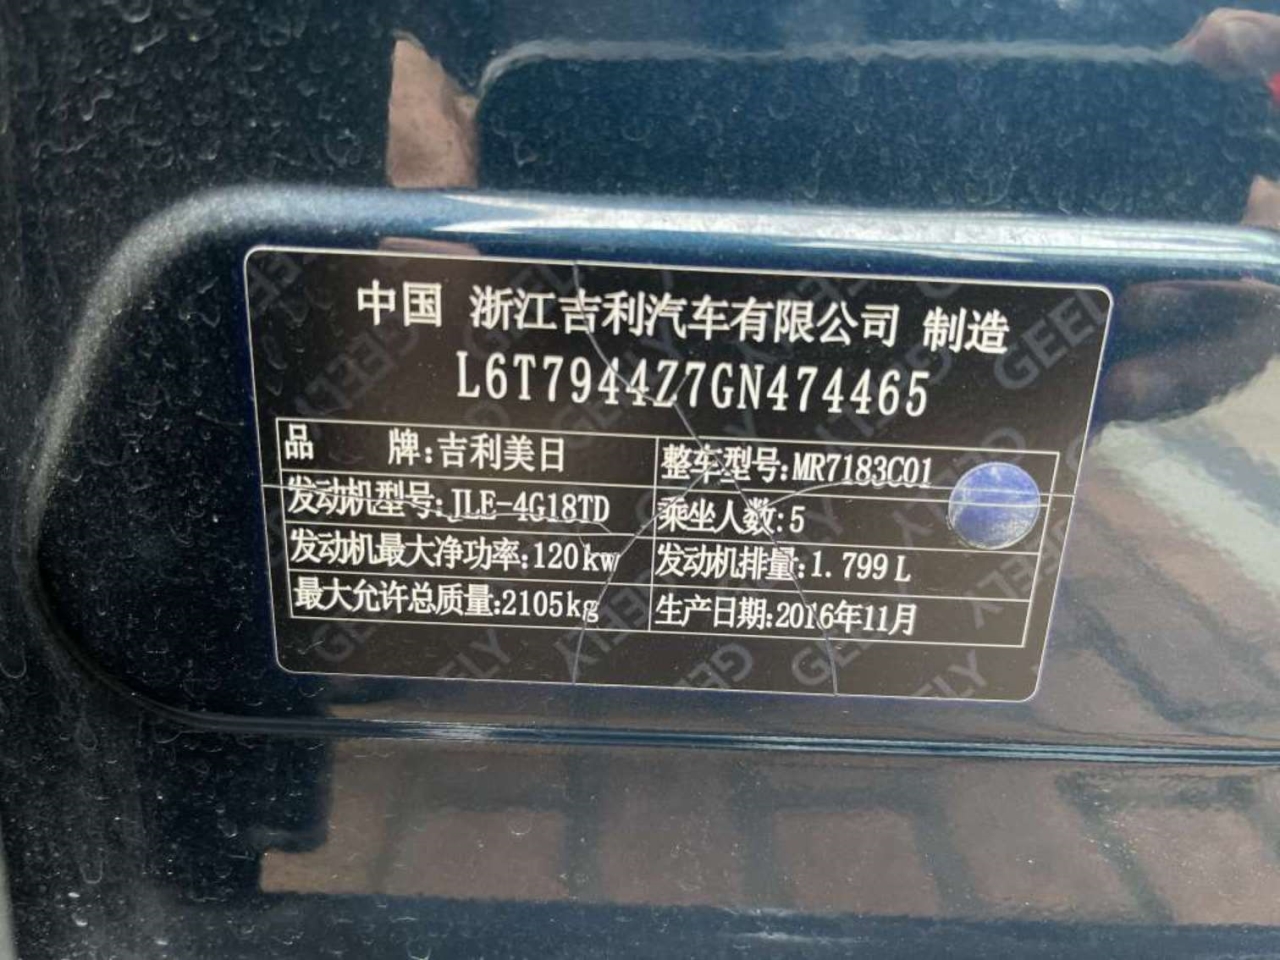 中国 浙江吉利汽车有限公司 制造
L6T7944Z7GN474465
品 牌:吉利美日 整车型号:MR7183C01
发动机型号:JLE-4G18TD 乘坐人数:5
发动机最大净功率:120kw 发动机排量:1.799L
最大允许总质量:2105kg 生产日期:2016年11月
GEELY